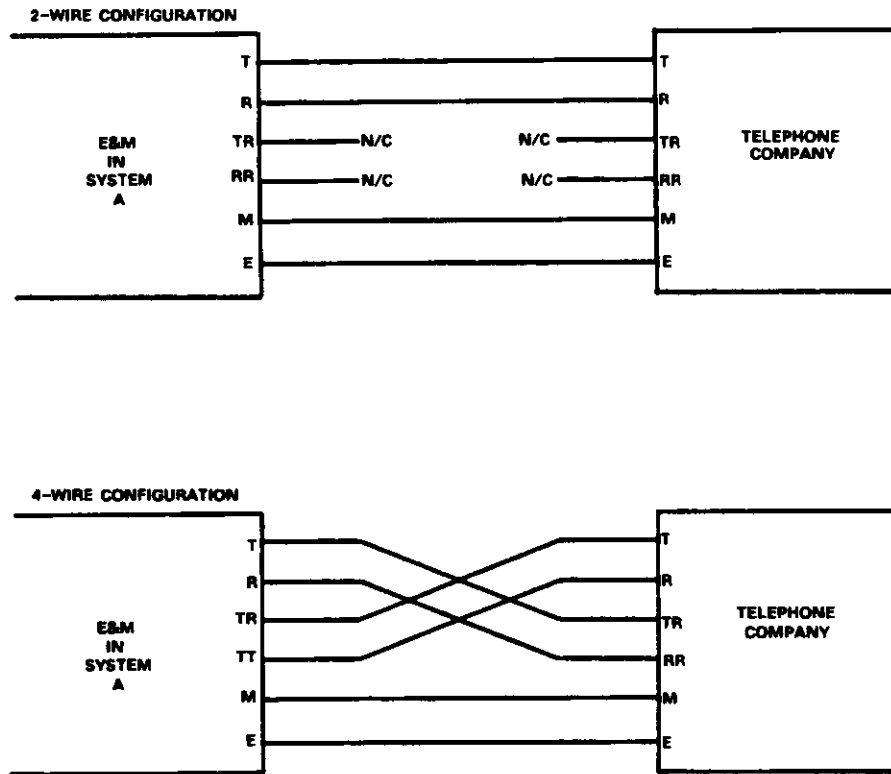 2-WIRE CONFIGURATION
T T
R R
TR N/C N/C TR
E&M
IN
SYSTEM
A
TELEPHONE
COMPANY
RR N/C N/C RR
M M
E E
4-WIRE CONFIGURATION
T T
R R
TR TR
E&M
IN
SYSTEM
A
TELEPHONE
COMPANY
TT RR
M M
E E